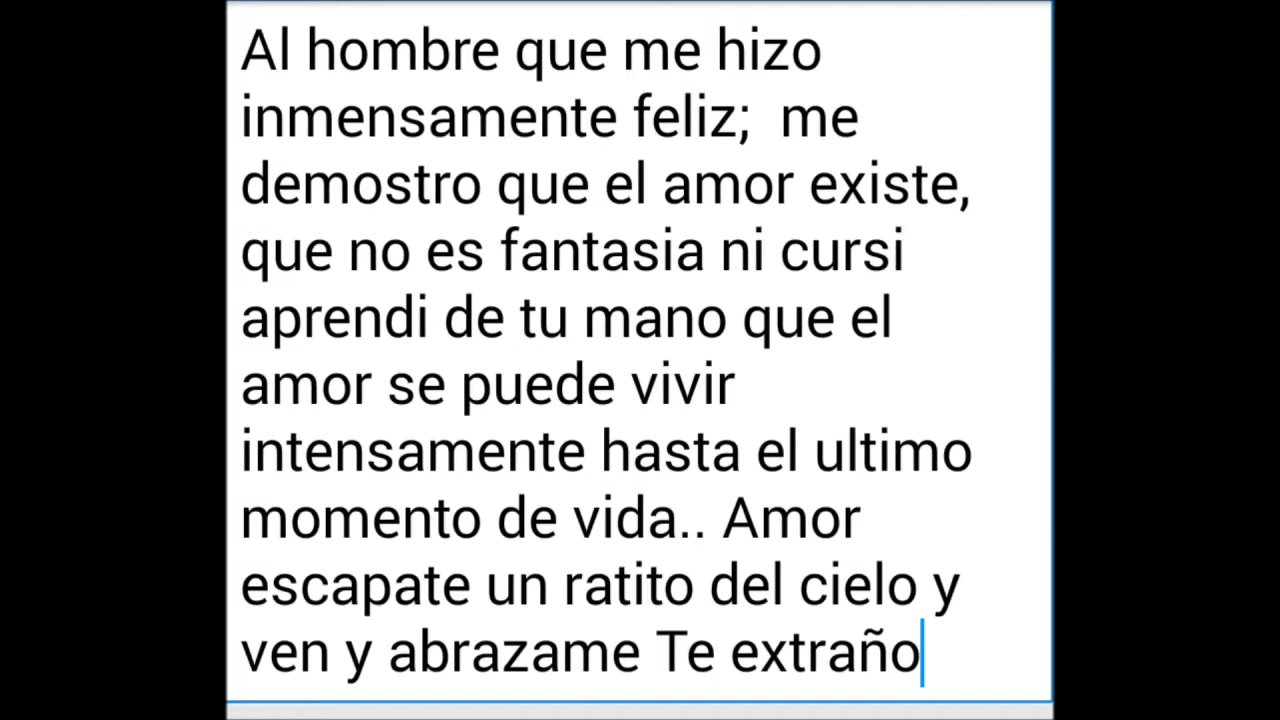 Al hombre que me hizo
inmensamente feliz;  me
demostro que el amor existe,
que no es fantasia ni cursi
aprendi de tu mano que el
amor se puede vivir
intensamente hasta el ultimo
momento de vida.. Amor
escapate un ratito del cielo y
ven y abrazame Te extraño